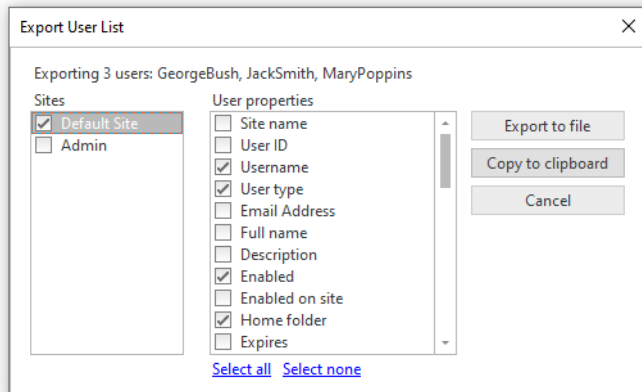 Export User List
Exporting 3 users: GeorgeBush, JackSmith, MaryPoppins
Sites
Default Site
Admin
User properties
Site name
User ID
Username
User type
Email Address
Full name
Description
Enabled
Enabled on site
Home folder
Expires
Select all Select none
Export to file
Copy to clipboard
Cancel